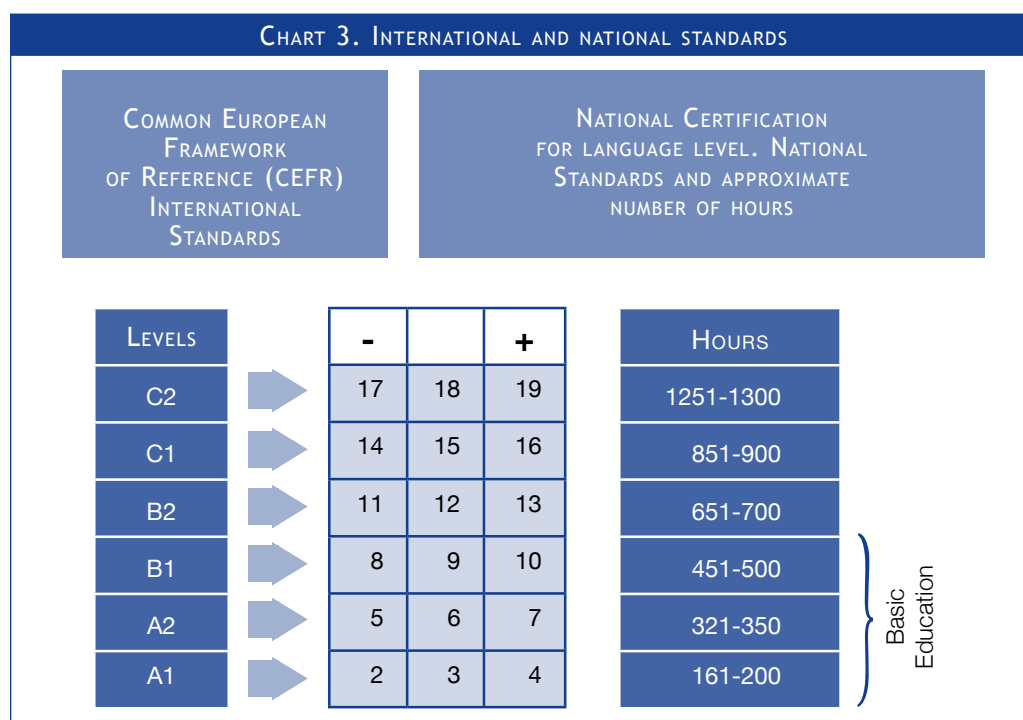 Chart 3. International and national standards
Common European
Framework
of Reference (CEFR)
International
Standards
National Certification
for language level. National
Standards and approximate
number of hours
Levels - + Hours
C2 17 18 19 1251-1300
C1 14 15 16 851-900
B2 11 12 13 651-700
B1 8 9 10 451-500
A2 5 6 7 321-350
A1 2 3 4 161-200
Basic
Education